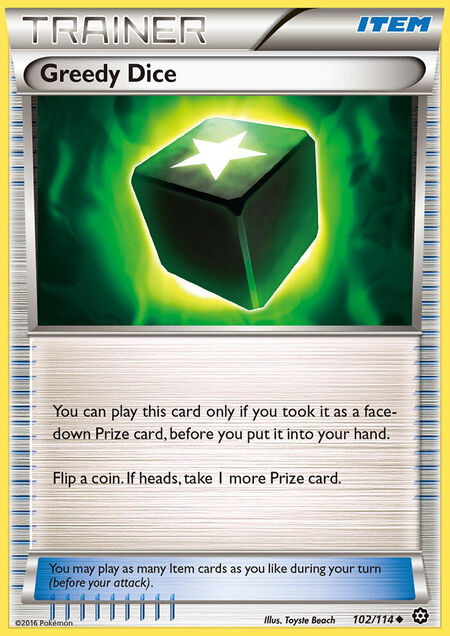 TRAINER
ITEM
Greedy Dice
You can play this card only if you took it as a face-
down Prize card, before you put it into your hand.
Flip a coin. If heads, take 1 more Prize card.
You may play as many Item cards as you like during your turn
(before your attack).
©2016 Pokémon
Illus. Toyste Beach
102/114